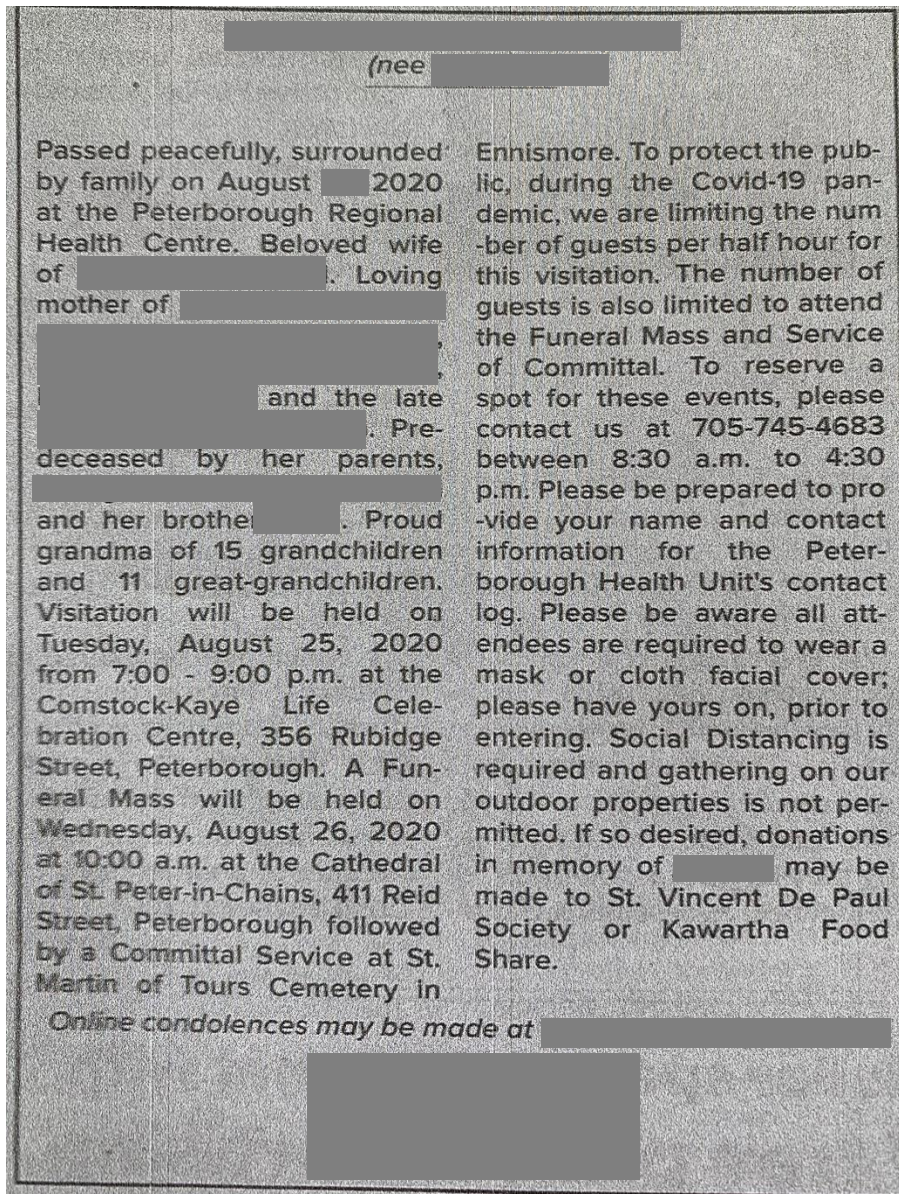 (nee
Passed peacefully, surrounded
by family on August 2020
at the Peterborough Regional
Health Centre. Beloved wife
of . Loving
mother of
,
,
and the late
. Pre-
deceased by her parents,
and her brother . Proud
grandma of 15 grandchildren
and 11 great-grandchildren.
Visitation will be held on
Tuesday, August 25, 2020
from 7:00 - 9:00 p.m. at the
Comstock-Kaye Life Cele-
bration Centre, 356 Rubidge
Street, Peterborough. A Fun-
eral Mass will be held on
Wednesday, August 26, 2020
at 10:00 a.m. at the Cathedral
of St. Peter-in-Chains, 411 Reid
Street, Peterborough followed
by a Committal Service at St.
Martin of Tours Cemetery in
Ennismore. To protect the pub-
lic, during the Covid-19 pan-
demic, we are limiting the num
-ber of guests per half hour for
this visitation. The number of
guests is also limited to attend
the Funeral Mass and Service
of Committal. To reserve a
spot for these events, please
contact us at 705-745-4683
between 8:30 a.m. to 4:30
p.m. Please be prepared to pro
-vide your name and contact
information for the Peter-
borough Health Unit's contact
log. Please be aware all att-
endees are required to wear a
mask or cloth facial cover;
please have yours on, prior to
entering. Social Distancing is
required and gathering on our
outdoor properties is not per-
mitted. If so desired, donations
in memory of may be
made to St. Vincent De Paul
Society or Kawartha Food
Share.
Online condolences may be made at